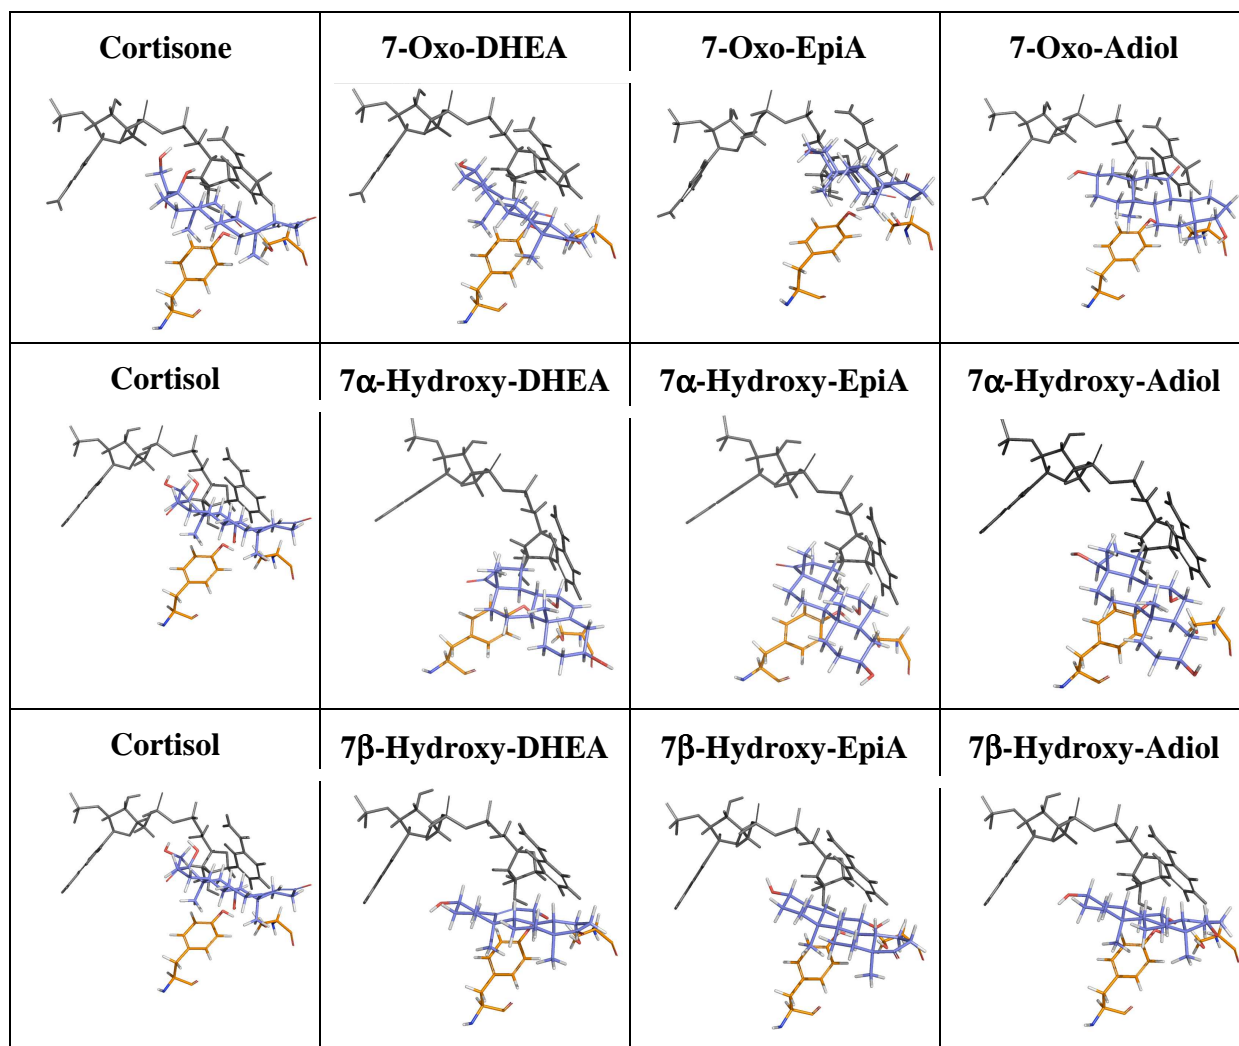 Cortisone
7-Oxo-DHEA
7-Oxo-EpiA
7-Oxo-Adiol
Cortisol
7α-Hydroxy-DHEA
7α-Hydroxy-EpiA
7α-Hydroxy-Adiol
Cortisol
7β-Hydroxy-DHEA
7β-Hydroxy-EpiA
7β-Hydroxy-Adiol